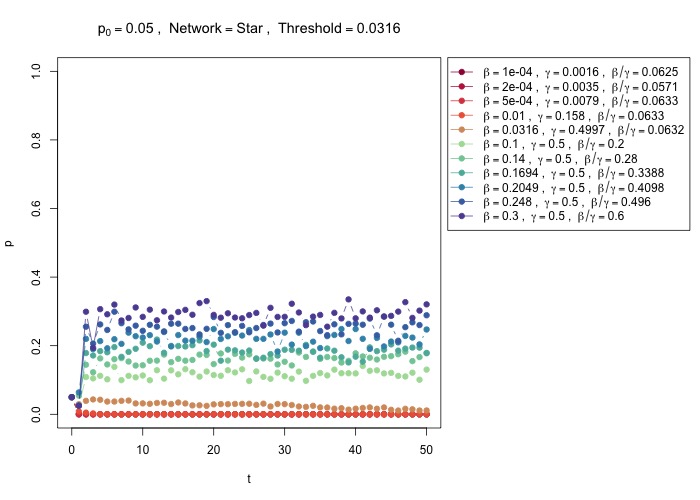 p0 = 0.05 , Network = Star , Threshold = 0.0316
β = 1e-04 , γ = 0.0016 , β/γ = 0.0625
β = 2e-04 , γ = 0.0035 , β/γ = 0.0571
β = 5e-04 , γ = 0.0079 , β/γ = 0.0633
β = 0.01 , γ = 0.158 , β/γ = 0.0633
β = 0.0316 , γ = 0.4997 , β/γ = 0.0632
β = 0.1 , γ = 0.5 , β/γ = 0.2
β = 0.14 , γ = 0.5 , β/γ = 0.28
β = 0.1694 , γ = 0.5 , β/γ = 0.3388
β = 0.2049 , γ = 0.5 , β/γ = 0.4098
β = 0.248 , γ = 0.5 , β/γ = 0.496
β = 0.3 , γ = 0.5 , β/γ = 0.6
1.0
0.8
0.6
0.4
0.2
0.0
p
0 10 20 30 40 50
t